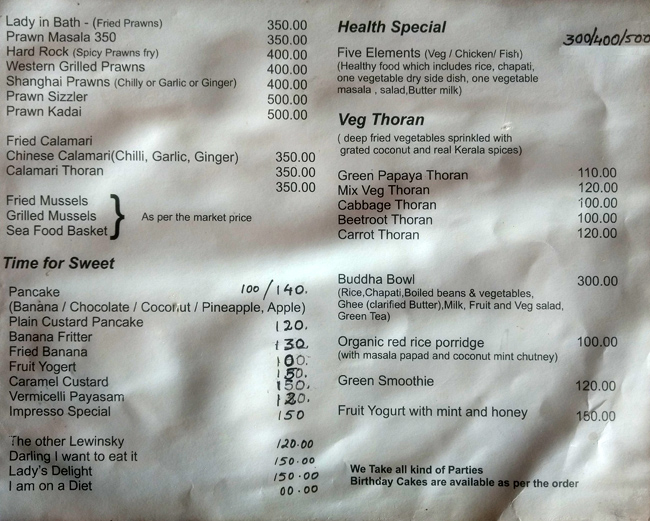 Lady in Bath - (Fried Prawns) 350.00
Prawn Masala 350 350.00
Hard Rock (Spicy Prawns fry) 400.00
Western Grilled Prawns 400.00
Shanghai Prawns (Chilly or Garlic or Ginger) 400.00
Prawn Sizzler 500.00
Prawn Kadai 500.00
Fried Calamari
Chinese Calamari(Chilli, Garlic, Ginger) 350.00
Calamari Thoran 350.00
350.00
Fried Mussels
Grilled Mussels } As per the market price
Sea Food Basket
Time for Sweet
Pancake 100/140.
(Banana / Chocolate / Coconut / Pineapple, Apple)
Plain Custard Pancake 120.
Banana Fritter 130.
Fried Banana 100.
Fruit Yogert 150.
Caramel Custard 150.
Vermicelli Payasam 120.
Impresso Special 150
The other Lewinsky 120.00
Darling I want to eat it 150.00
Lady's Delight 150.00
I am on a Diet 00.00
Health Special 300/400/500
Five Elements (Veg / Chicken/ Fish)
(Healthy food which includes rice, chapati,
one vegetable dry side dish, one vegetable
masala , salad,Butter milk)
Veg Thoran
( deep fried vegetables sprinkled with
grated coconut and real Kerala spices)
Green Papaya Thoran 110.00
Mix Veg Thoran 120.00
Cabbage Thoran 100.00
Beetroot Thoran 100.00
Carrot Thoran 120.00
Buddha Bowl 300.00
(Rice,Chapati,Boiled beans & vegetables,
Ghee (clarified Butter),Milk, Fruit and Veg salad,
Green Tea)
Organic red rice porridge 100.00
(with masala papad and coconut mint chutney)
Green Smoothie 120.00
Fruit Yogurt with mint and honey 150.00
We Take all kind of Parties
Birthday Cakes are available as per the order